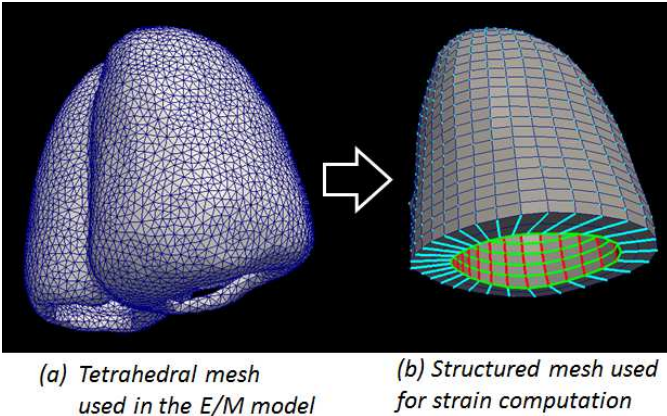 (a) Tetrahedral mesh
used in the E/M model
(b) Structured mesh used
for strain computation